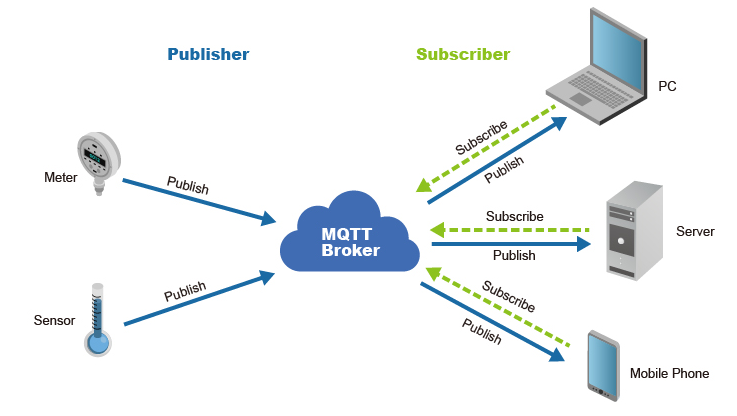 Publisher
Subscriber
PC
Subscribe
Publish
Meter
Publish
MQTT
Broker
Subscribe
Publish
Server
Sensor
Publish
Subscribe
Publish
Mobile Phone